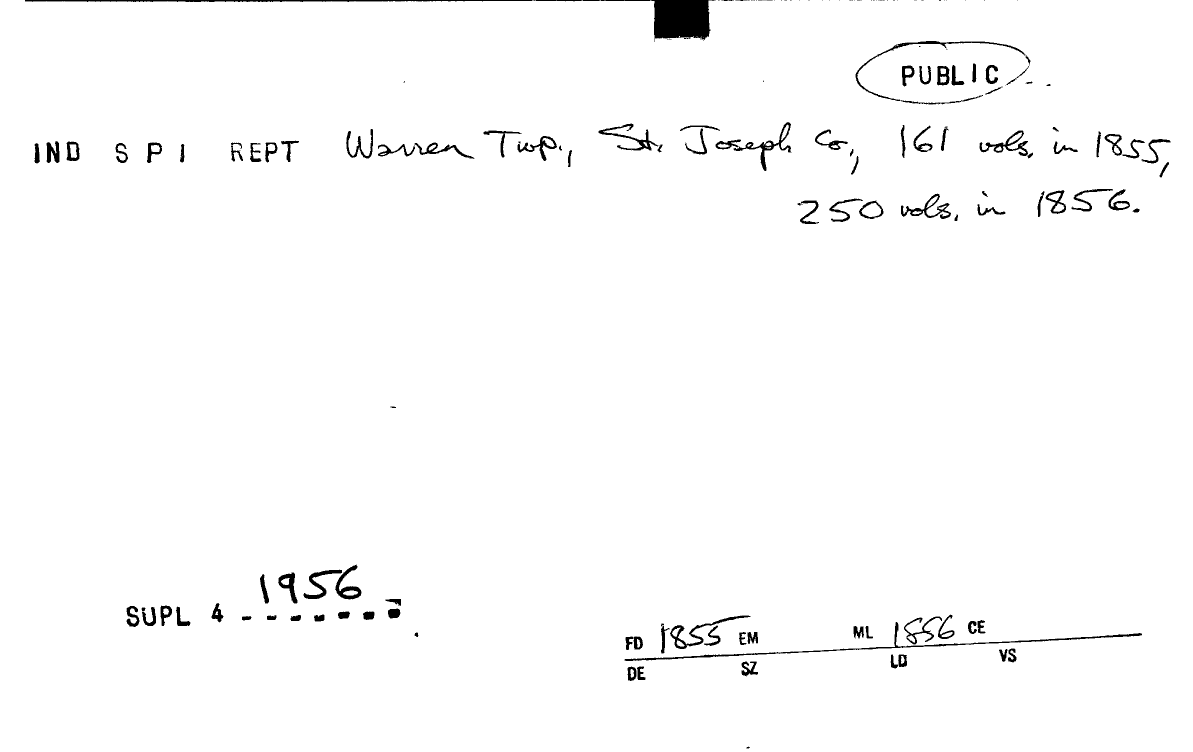 PUBLIC
IND S P I REPT Warren Twp., St. Joseph Co., 161 vols. in 1855,
250 vols. in 1856.
SUPL 4 1956
FD 1855 EM ML 1856 CE
DE SZ LD VS